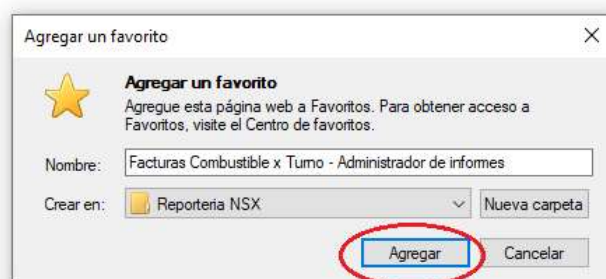 Agregar un favorito
Agregar un favorito
Agregue esta página web a Favoritos. Para obtener acceso a
Favoritos, visite el Centro de favoritos.
Nombre: Facturas Combustible x Turno - Administrador de informes
Crear en: Reporteria NSX Nueva carpeta
Agregar Cancelar